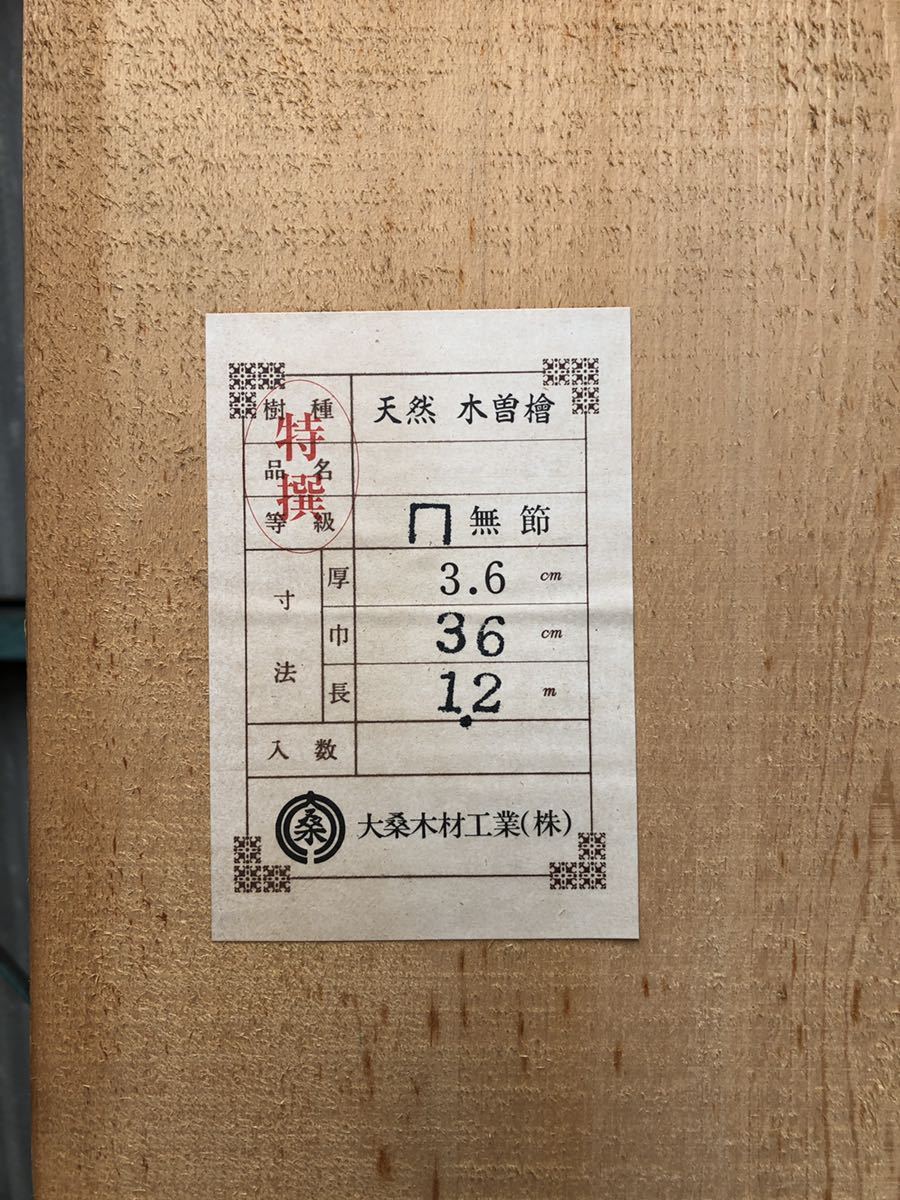 樹種 天然 木曽檜
特撰
品名
等級 冂無節
寸法
厚 3.6 cm
巾 36 cm
長 1.2 m
入数
桑 大桑木材工業(株)